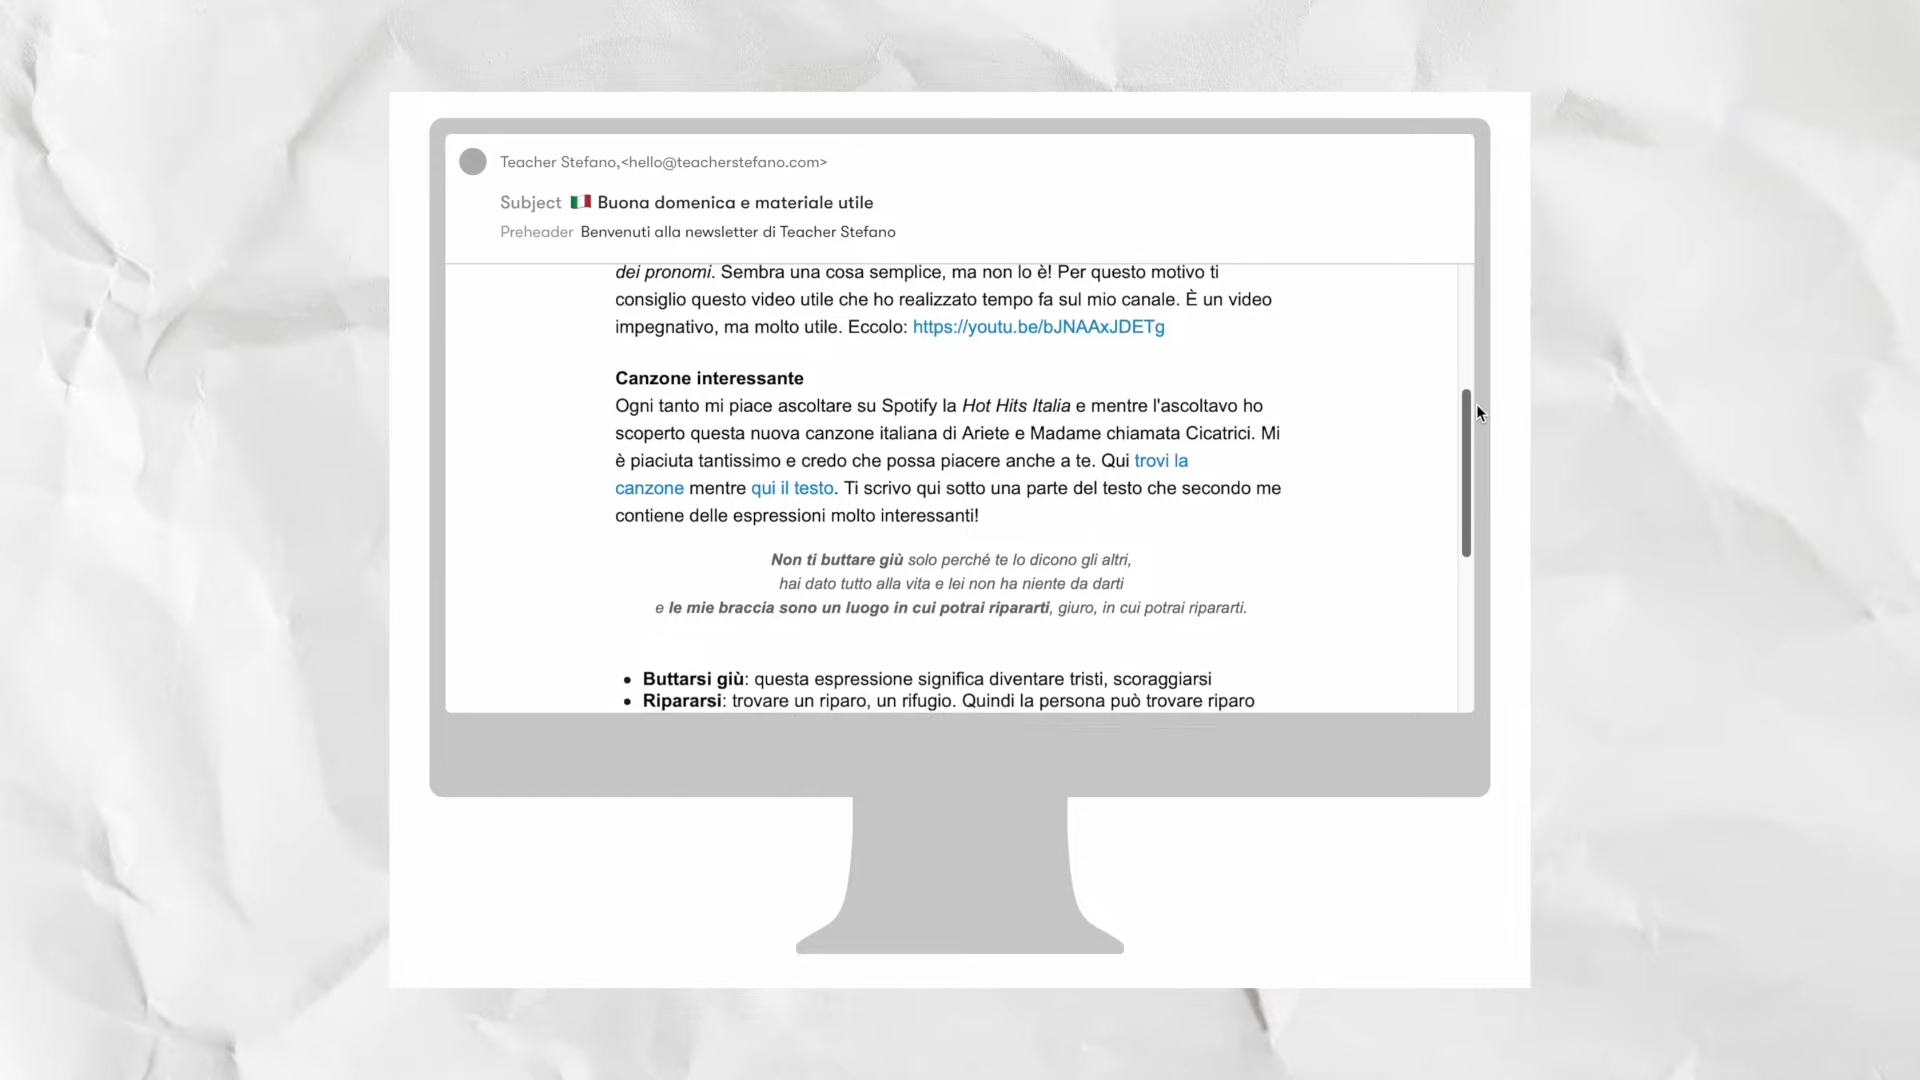 Teacher Stefano,<hello@teacherstefano.com>
Subject 🇮🇹 Buona domenica e materiale utile
Preheader Benvenuti alla newsletter di Teacher Stefano
dei pronomi. Sembra una cosa semplice, ma non lo è! Per questo motivo ti
consiglio questo video utile che ho realizzato tempo fa sul mio canale. È un video
impegnativo, ma molto utile. Eccolo: https://youtu.be/bJNAAxJDETg
Canzone interessante
Ogni tanto mi piace ascoltare su Spotify la Hot Hits Italia e mentre l'ascoltavo ho
scoperto questa nuova canzone italiana di Ariete e Madame chiamata Cicatrici. Mi
è piaciuta tantissimo e credo che possa piacere anche a te. Qui trovi la
canzone mentre qui il testo. Ti scrivo qui sotto una parte del testo che secondo me
contiene delle espressioni molto interessanti!
Non ti buttare giù solo perché te lo dicono gli altri,
hai dato tutto alla vita e lei non ha niente da darti
e le mie braccia sono un luogo in cui potrai ripararti, giuro, in cui potrai ripararti.
• Buttarsi giù: questa espressione significa diventare tristi, scoraggiarsi
• Ripararsi: trovare un riparo, un rifugio. Quindi la persona può trovare riparo